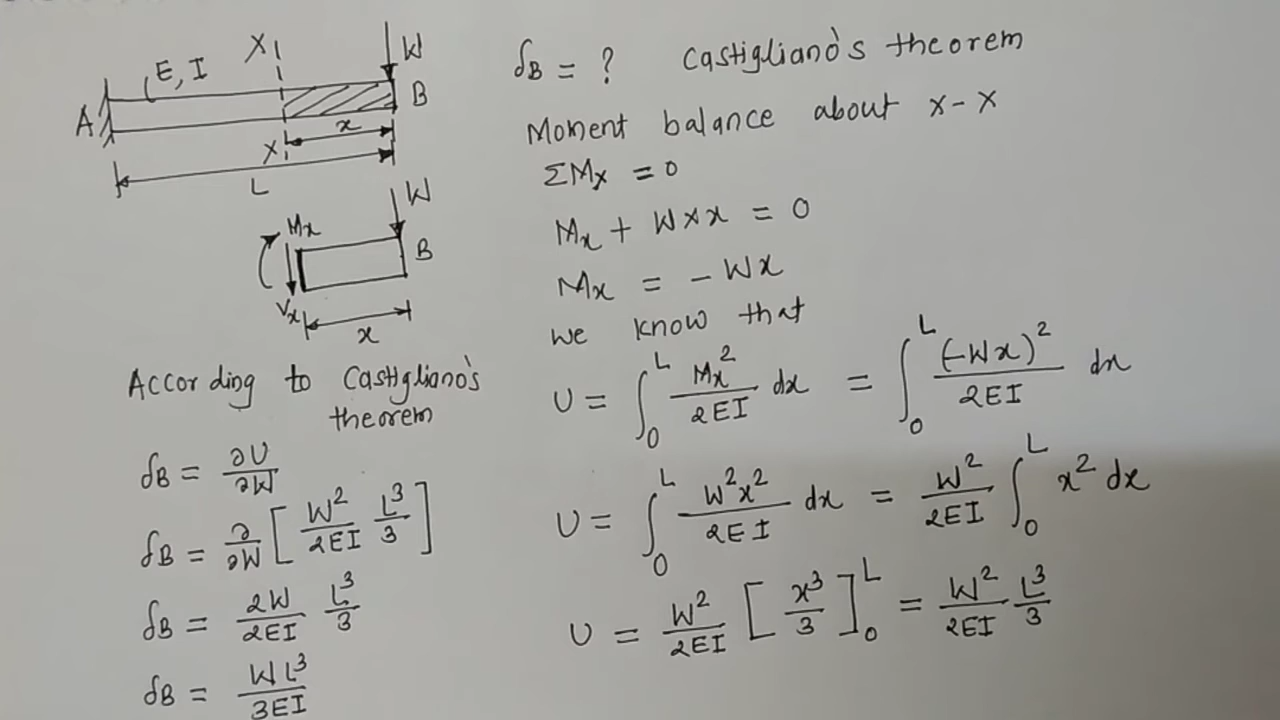 E, I
X
W
A
B
x
X
L
W
Mx
B
Vx
x
δB = ? Castigliano's theorem
Moment balance about x-x
ΣMx = 0
Mx + W×x = 0
Mx = -Wx
we know that
U = ∫₀ᴸ Mx²/2EI dx = ∫₀ᴸ (-Wx)²/2EI dx
U = ∫₀ᴸ W²x²/2EI dx = W²/2EI ∫₀ᴸ x² dx
U = W²/2EI [x³/3]₀ᴸ = W²/2EI L³/3
According to Castigliano's
theorem
δB = ∂U/∂W
δB = ∂/∂W [W²/2EI L³/3]
δB = 2W/2EI L³/3
δB = WL³/3EI